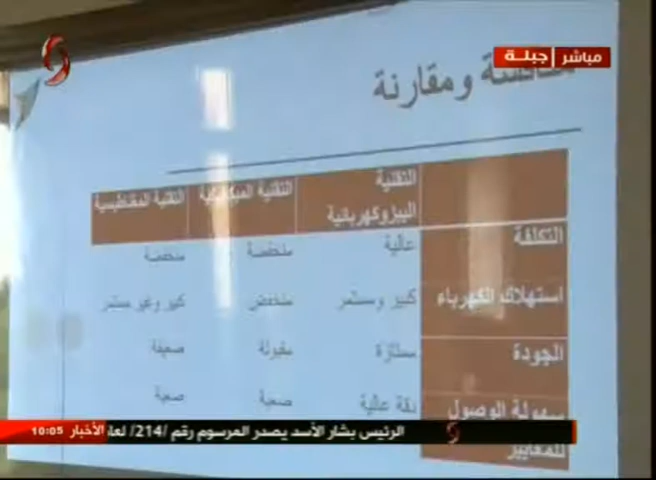 مباشر | جبلة
مناقشة ومقارنة
التقنية البيزوكهربائية التقنية الميكانيكية التقنية المغناطيسية
التكلفة عالية منخفضة منخفضة
استهلاك الكهرباء كبير ومستمر منخفض كبير وغير مستمر
الجودة ممتازة مقبولة ضعيفة
سهولة الوصول للمعايير دقة عالية صعبة صعبة
الرئيس بشار الأسد يصدر المرسوم رقم /214/ لعا
الأخبار 10:05